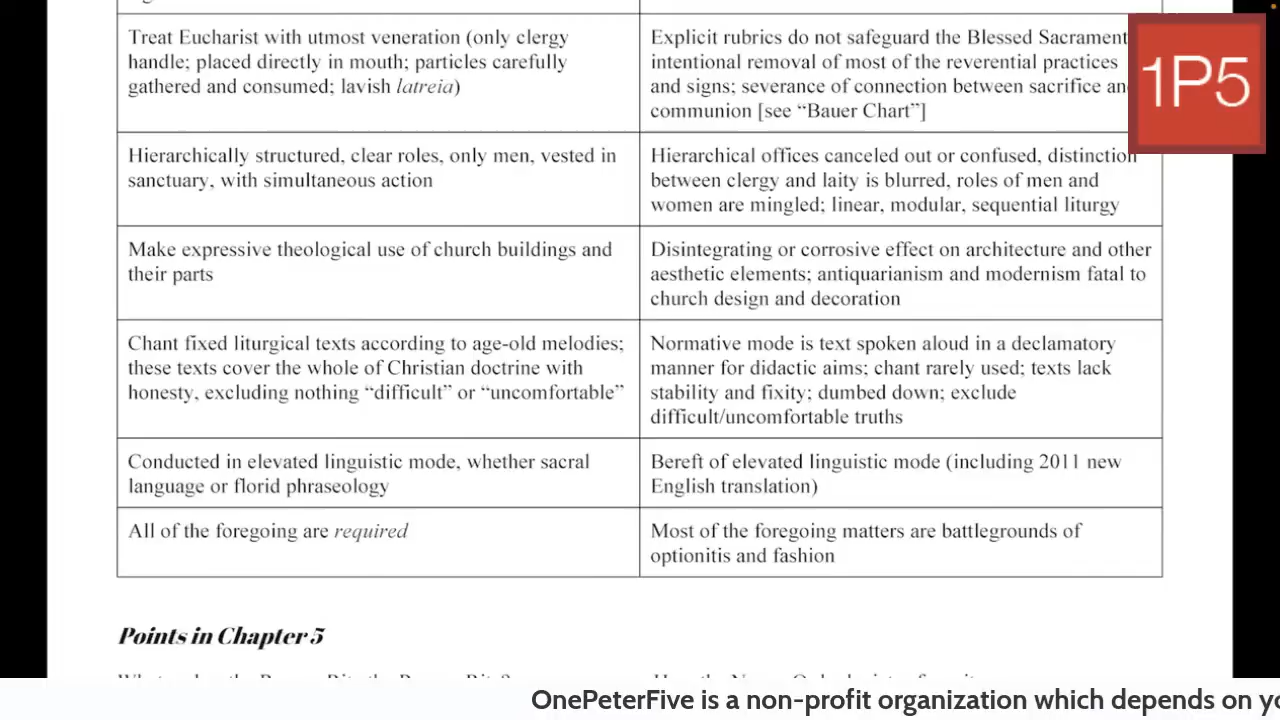 Treat Eucharist with utmost veneration (only clergy
handle; placed directly in mouth; particles carefully
gathered and consumed; lavish latreia)
Explicit rubrics do not safeguard the Blessed Sacrament
intentional removal of most of the reverential practices
and signs; severance of connection between sacrifice an
communion [see “Bauer Chart”]
1P5
Hierarchically structured, clear roles, only men, vested in
sanctuary, with simultaneous action
Hierarchical offices canceled out or confused, distinction
between clergy and laity is blurred, roles of men and
women are mingled; linear, modular, sequential liturgy
Make expressive theological use of church buildings and
their parts
Disintegrating or corrosive effect on architecture and other
aesthetic elements; antiquarianism and modernism fatal to
church design and decoration
Chant fixed liturgical texts according to age-old melodies;
these texts cover the whole of Christian doctrine with
honesty, excluding nothing “difficult” or “uncomfortable”
Normative mode is text spoken aloud in a declamatory
manner for didactic aims; chant rarely used; texts lack
stability and fixity; dumbed down; exclude
difficult/uncomfortable truths
Conducted in elevated linguistic mode, whether sacral
language or florid phraseology
Bereft of elevated linguistic mode (including 2011 new
English translation)
All of the foregoing are required
Most of the foregoing matters are battlegrounds of
optionitis and fashion
Points in Chapter 5
OnePeterFive is a non-profit organization which depends on yo